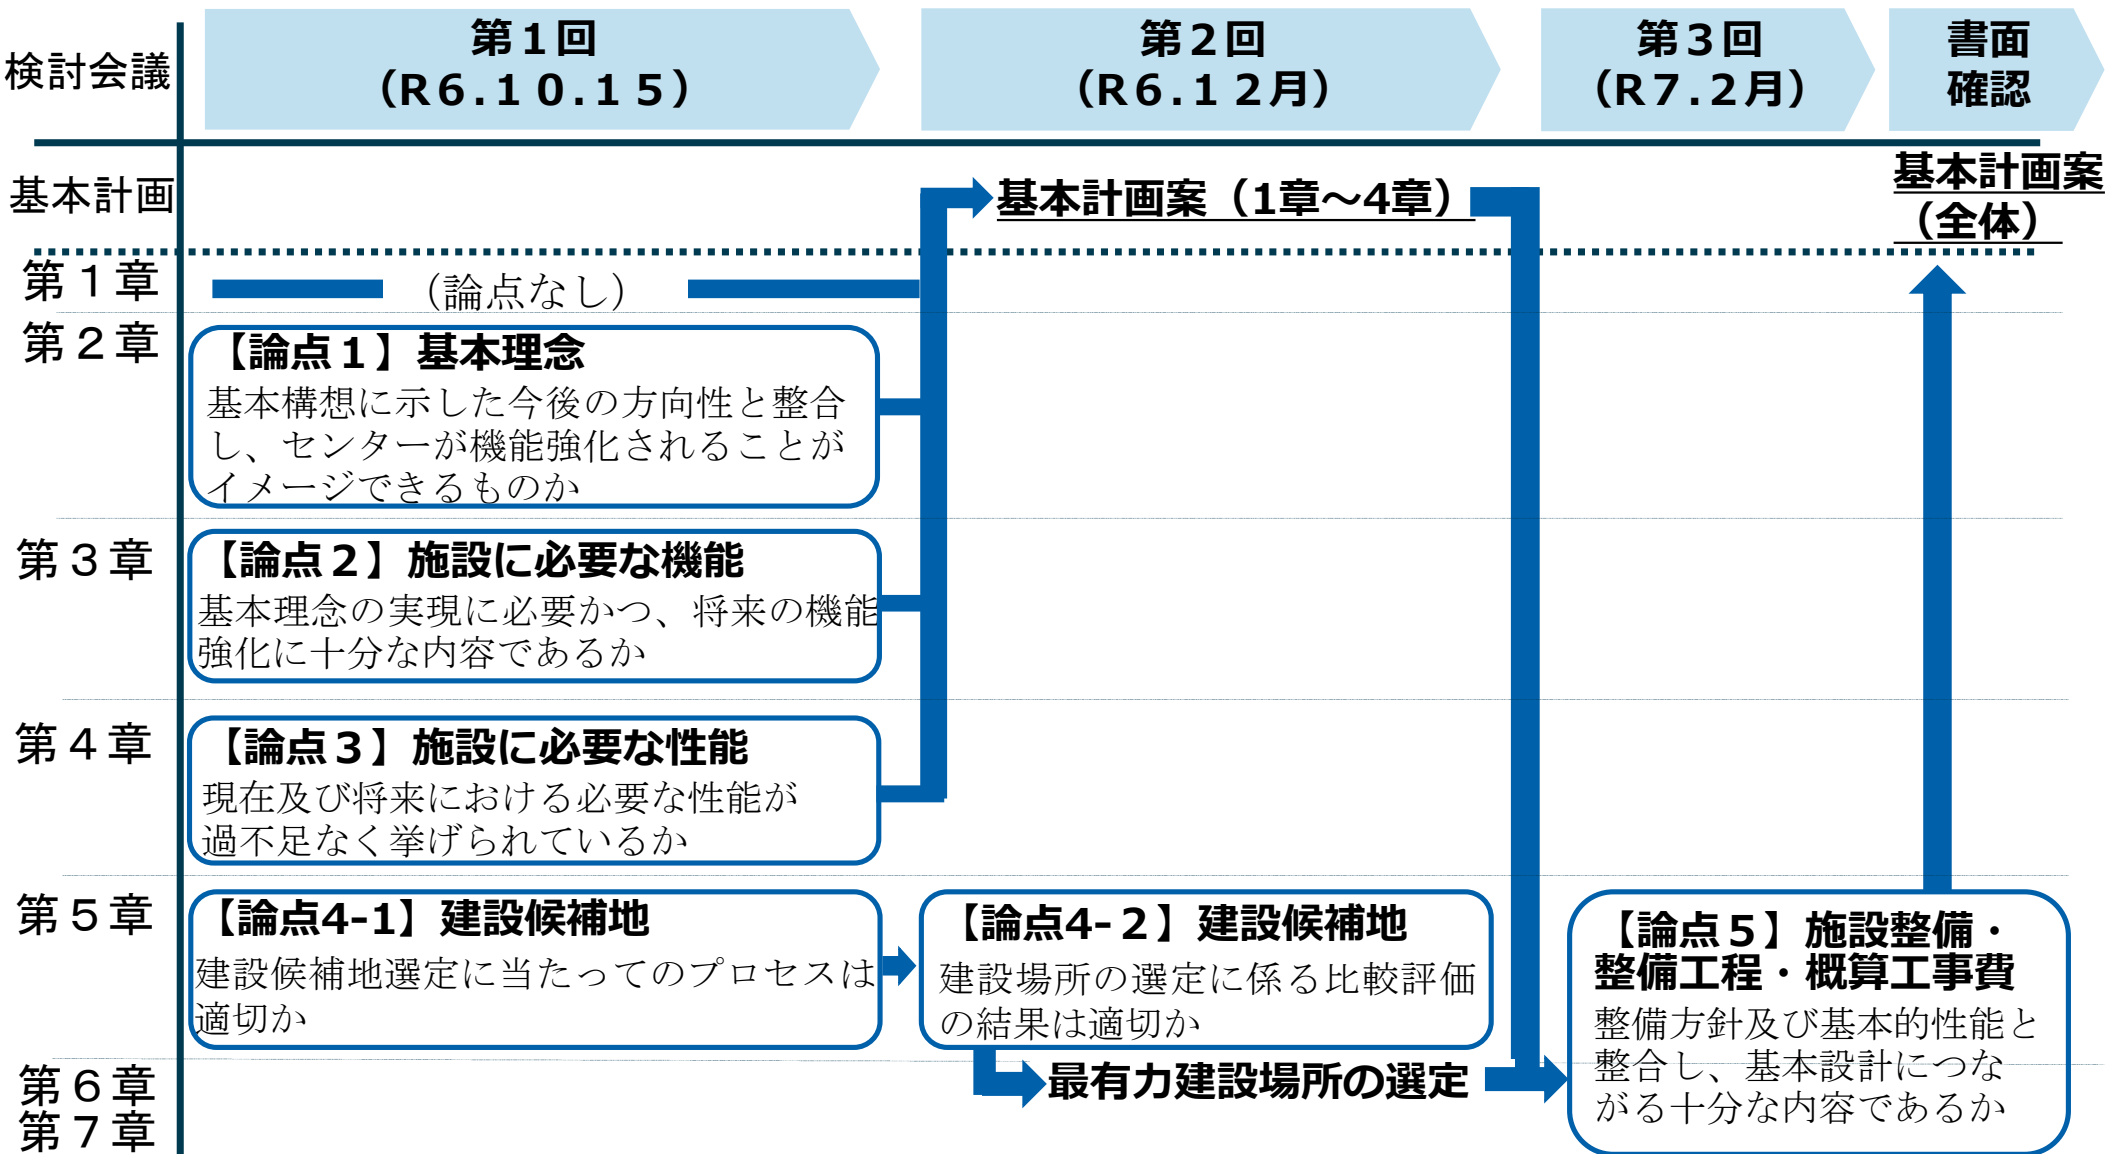 検討会議
第１回
（Ｒ６．１０．１５）
第２回
（Ｒ６．１２月）
第３回
（Ｒ７．２月）
書面
確認
基本計画
基本計画案（1章～4章）
基本計画案
（全体）
第１章
（論点なし）
第２章
【論点１】基本理念
基本構想に示した今後の方向性と整合
し、センターが機能強化されることが
イメージできるものか
第３章
【論点２】施設に必要な機能
基本理念の実現に必要かつ、将来の機能
強化に十分な内容であるか
第４章
【論点３】施設に必要な性能
現在及び将来における必要な性能が
過不足なく挙げられているか
第５章
【論点4-1】建設候補地
建設候補地選定に当たってのプロセスは
適切か
【論点4-２】建設候補地
建設場所の選定に係る比較評価
の結果は適切か
【論点５】施設整備・
整備工程・概算工事費
整備方針及び基本的性能と
整合し、基本設計につな
がる十分な内容であるか
第６章
第７章
最有力建設場所の選定